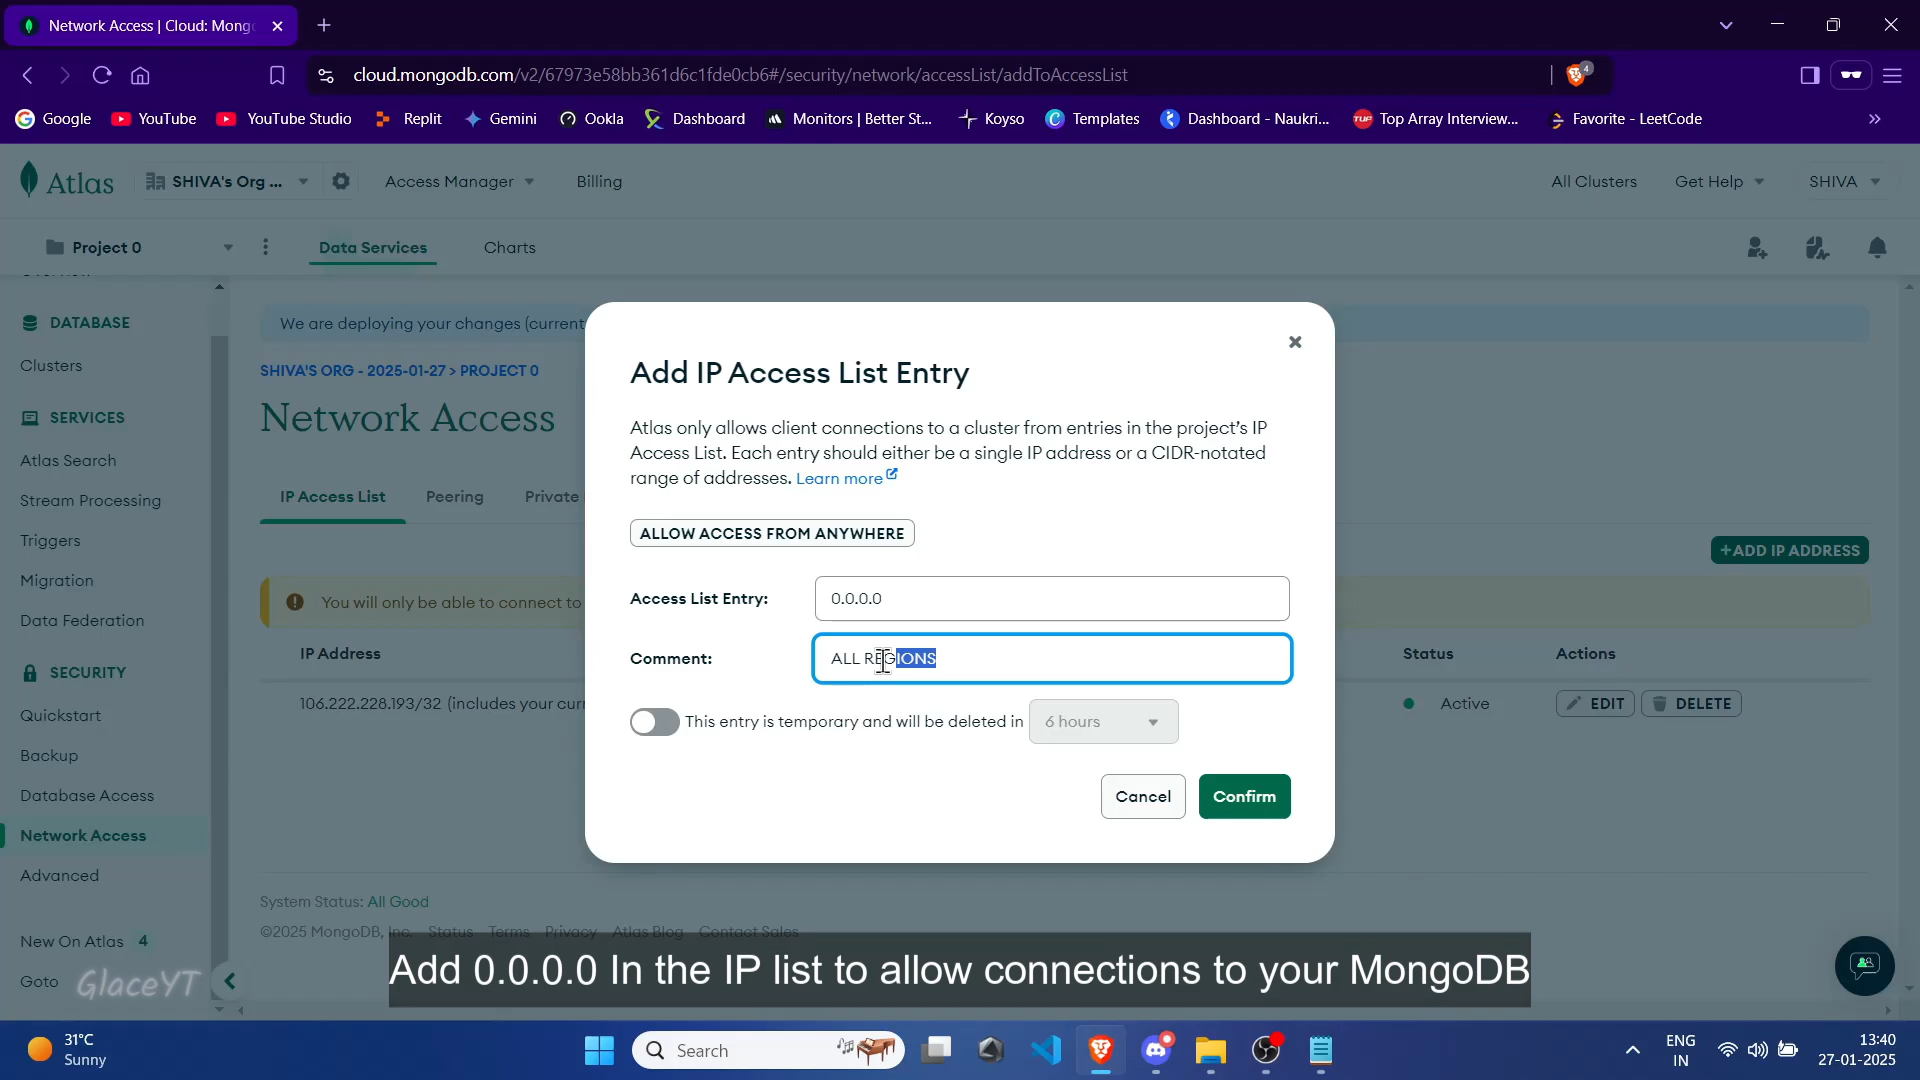 Network Access | Cloud: Mong
cloud.mongodb.com/v2/67973e58bb361d6c1fde0cb6#/security/network/accessList/addToAccessList
4
Google YouTube YouTube Studio Replit Gemini Ookla Dashboard Monitors | Better St... Koyso Templates Dashboard - Naukri... TUF Top Array Interview... Favorite - LeetCode
Atlas SHIVA's Org ... Access Manager Billing All Clusters Get Help SHIVA
Project 0 Data Services Charts
DATABASE
Clusters
SERVICES
Atlas Search
Stream Processing
Triggers
Migration
Data Federation
SECURITY
Quickstart
Backup
Database Access
Network Access
Advanced
New On Atlas 4
Goto
GlaceYT
We are deploying your changes (current
SHIVA'S ORG - 2025-01-27 > PROJECT 0
Network Access
IP Access List Peering Private
+ADD IP ADDRESS
You will only be able to connect to
IP Address Status Actions
106.222.228.193/32 (includes your curr Active EDIT DELETE
Add IP Access List Entry
Atlas only allows client connections to a cluster from entries in the project's IP
Access List. Each entry should either be a single IP address or a CIDR-notated
range of addresses. Learn more
ALLOW ACCESS FROM ANYWHERE
Access List Entry: 0.0.0.0
Comment: ALL REGIONS
This entry is temporary and will be deleted in 6 hours
Cancel Confirm
System Status: All Good
©2025 MongoDB, Inc. Status Terms Privacy Atlas Blog Contact Sales
Add 0.0.0.0 In the IP list to allow connections to your MongoDB
31°C
Sunny
Search
ENG
IN
13:40
27-01-2025